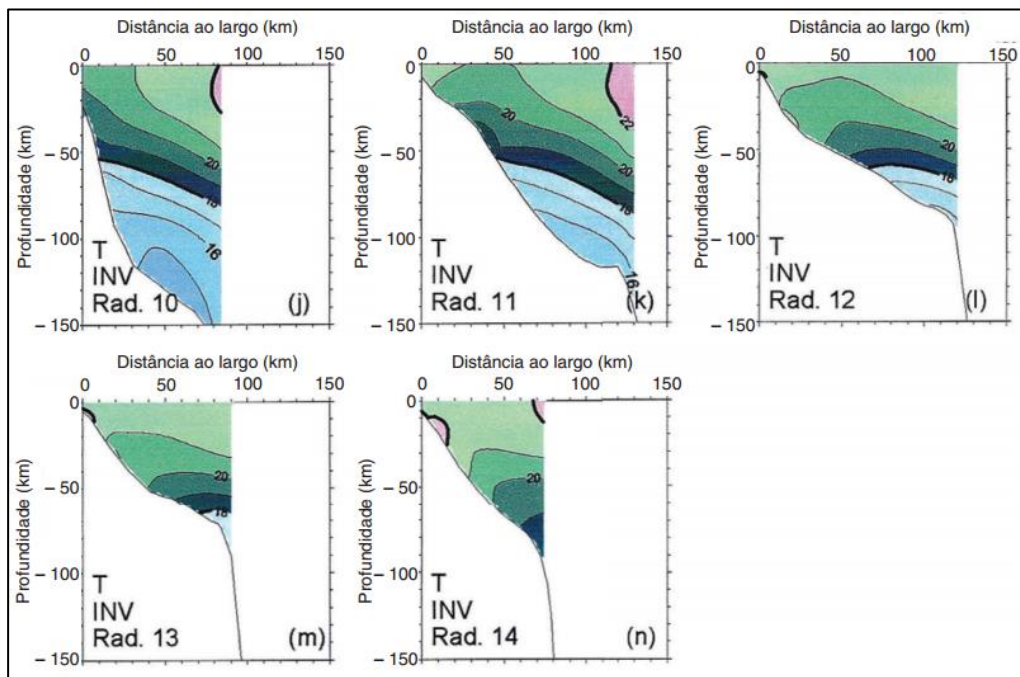 Distância ao largo (km)
0 50 100 150
Profundidade (km)
0
– 50
– 100
– 150
20
18
16
T
INV
Rad. 10
(j)
Distância ao largo (km)
0 50 100 150
Profundidade (km)
0
– 50
– 100
– 150
20
22
20
18
16
T
INV
Rad. 11
(k)
Distância ao largo (km)
0 50 100 150
Profundidade (km)
0
– 50
– 100
– 150
20
18
T
INV
Rad. 12
(l)
Distância ao largo (km)
0 50 100 150
Profundidade (km)
0
– 50
– 100
– 150
20
18
T
INV
Rad. 13
(m)
Distância ao largo (km)
0 50 100 150
Profundidade (km)
0
– 50
– 100
– 150
20
T
INV
Rad. 14
(n)